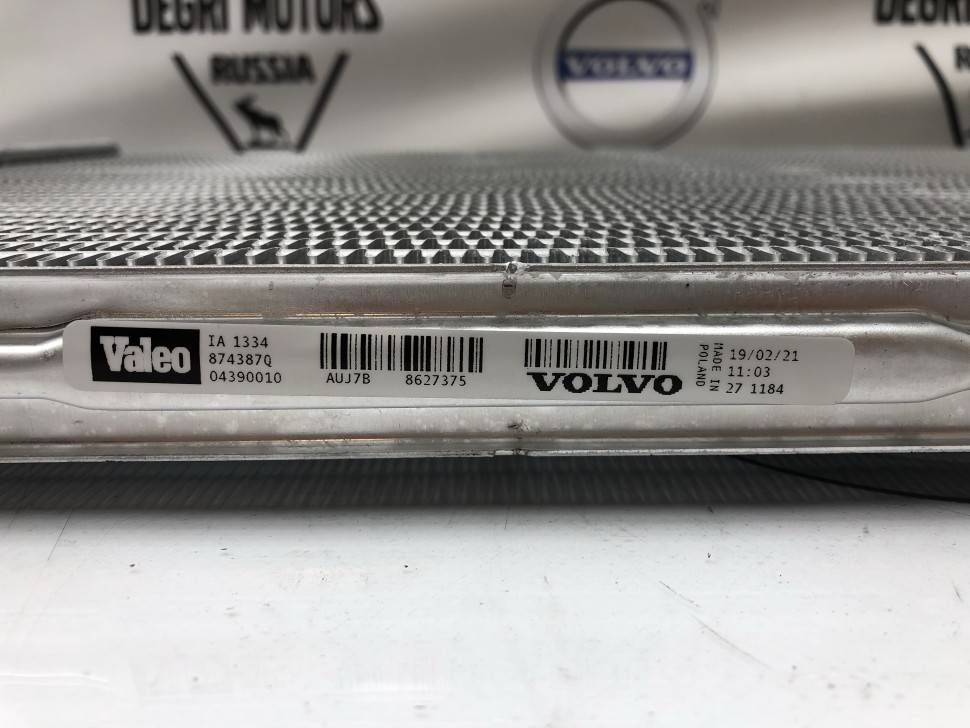 DEGRI MOTORS
RUSSIA
VOLVO
Valeo
IA 1334
874387Q
04390010
AUJ7B 8627375
VOLVO
MADE IN
POLAND
19/02/21
11:03
27 1184